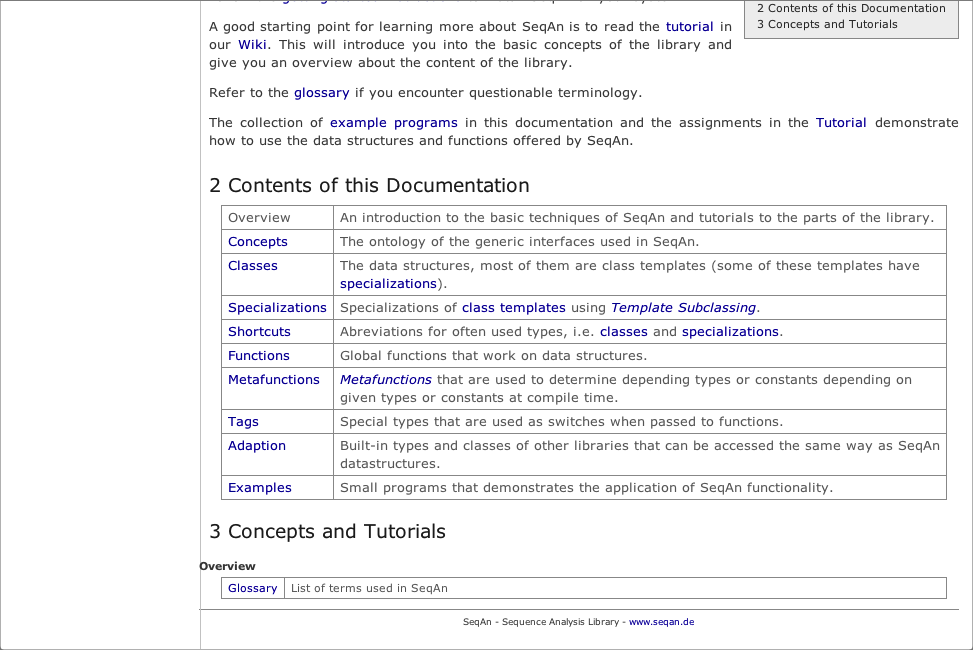 2 Contents of this Documentation
3 Concepts and Tutorials
A good starting point for learning more about SeqAn is to read the tutorial in
our Wiki. This will introduce you into the basic concepts of the library and
give you an overview about the content of the library.
Refer to the glossary if you encounter questionable terminology.
The collection of example programs in this documentation and the assignments in the Tutorial demonstrate
how to use the data structures and functions offered by SeqAn.
2 Contents of this Documentation
Overview An introduction to the basic techniques of SeqAn and tutorials to the parts of the library.
Concepts The ontology of the generic interfaces used in SeqAn.
Classes The data structures, most of them are class templates (some of these templates have
specializations).
Specializations Specializations of class templates using Template Subclassing.
Shortcuts Abreviations for often used types, i.e. classes and specializations.
Functions Global functions that work on data structures.
Metafunctions Metafunctions that are used to determine depending types or constants depending on
given types or constants at compile time.
Tags Special types that are used as switches when passed to functions.
Adaption Built-in types and classes of other libraries that can be accessed the same way as SeqAn
datastructures.
Examples Small programs that demonstrates the application of SeqAn functionality.
3 Concepts and Tutorials
Overview
Glossary List of terms used in SeqAn
SeqAn - Sequence Analysis Library - www.seqan.de